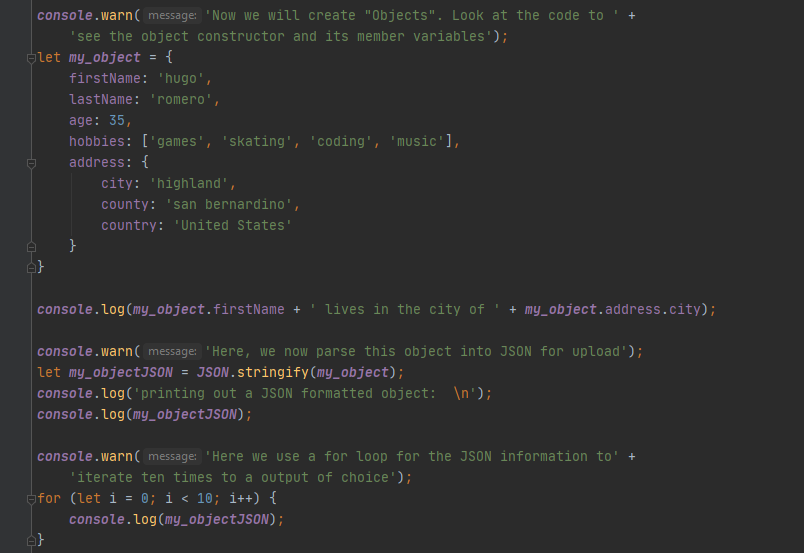 console.warn( message: 'Now we will create "Objects". Look at the code to ' +
    'see the object constructor and its member variables');
let my_object = {
    firstName: 'hugo',
    lastName: 'romero',
    age: 35,
    hobbies: ['games', 'skating', 'coding', 'music'],
    address: {
        city: 'highland',
        county: 'san bernardino',
        country: 'United States'
    }
}
console.log(my_object.firstName + ' lives in the city of ' + my_object.address.city);
console.warn( message: 'Here, we now parse this object into JSON for upload');
let my_objectJSON = JSON.stringify(my_object);
console.log('printing out a JSON formatted object:  \n');
console.log(my_objectJSON);
console.warn( message: 'Here we use a for loop for the JSON information to' +
    'iterate ten times to a output of choice');
for (let i = 0; i < 10; i++) {
    console.log(my_objectJSON);
}